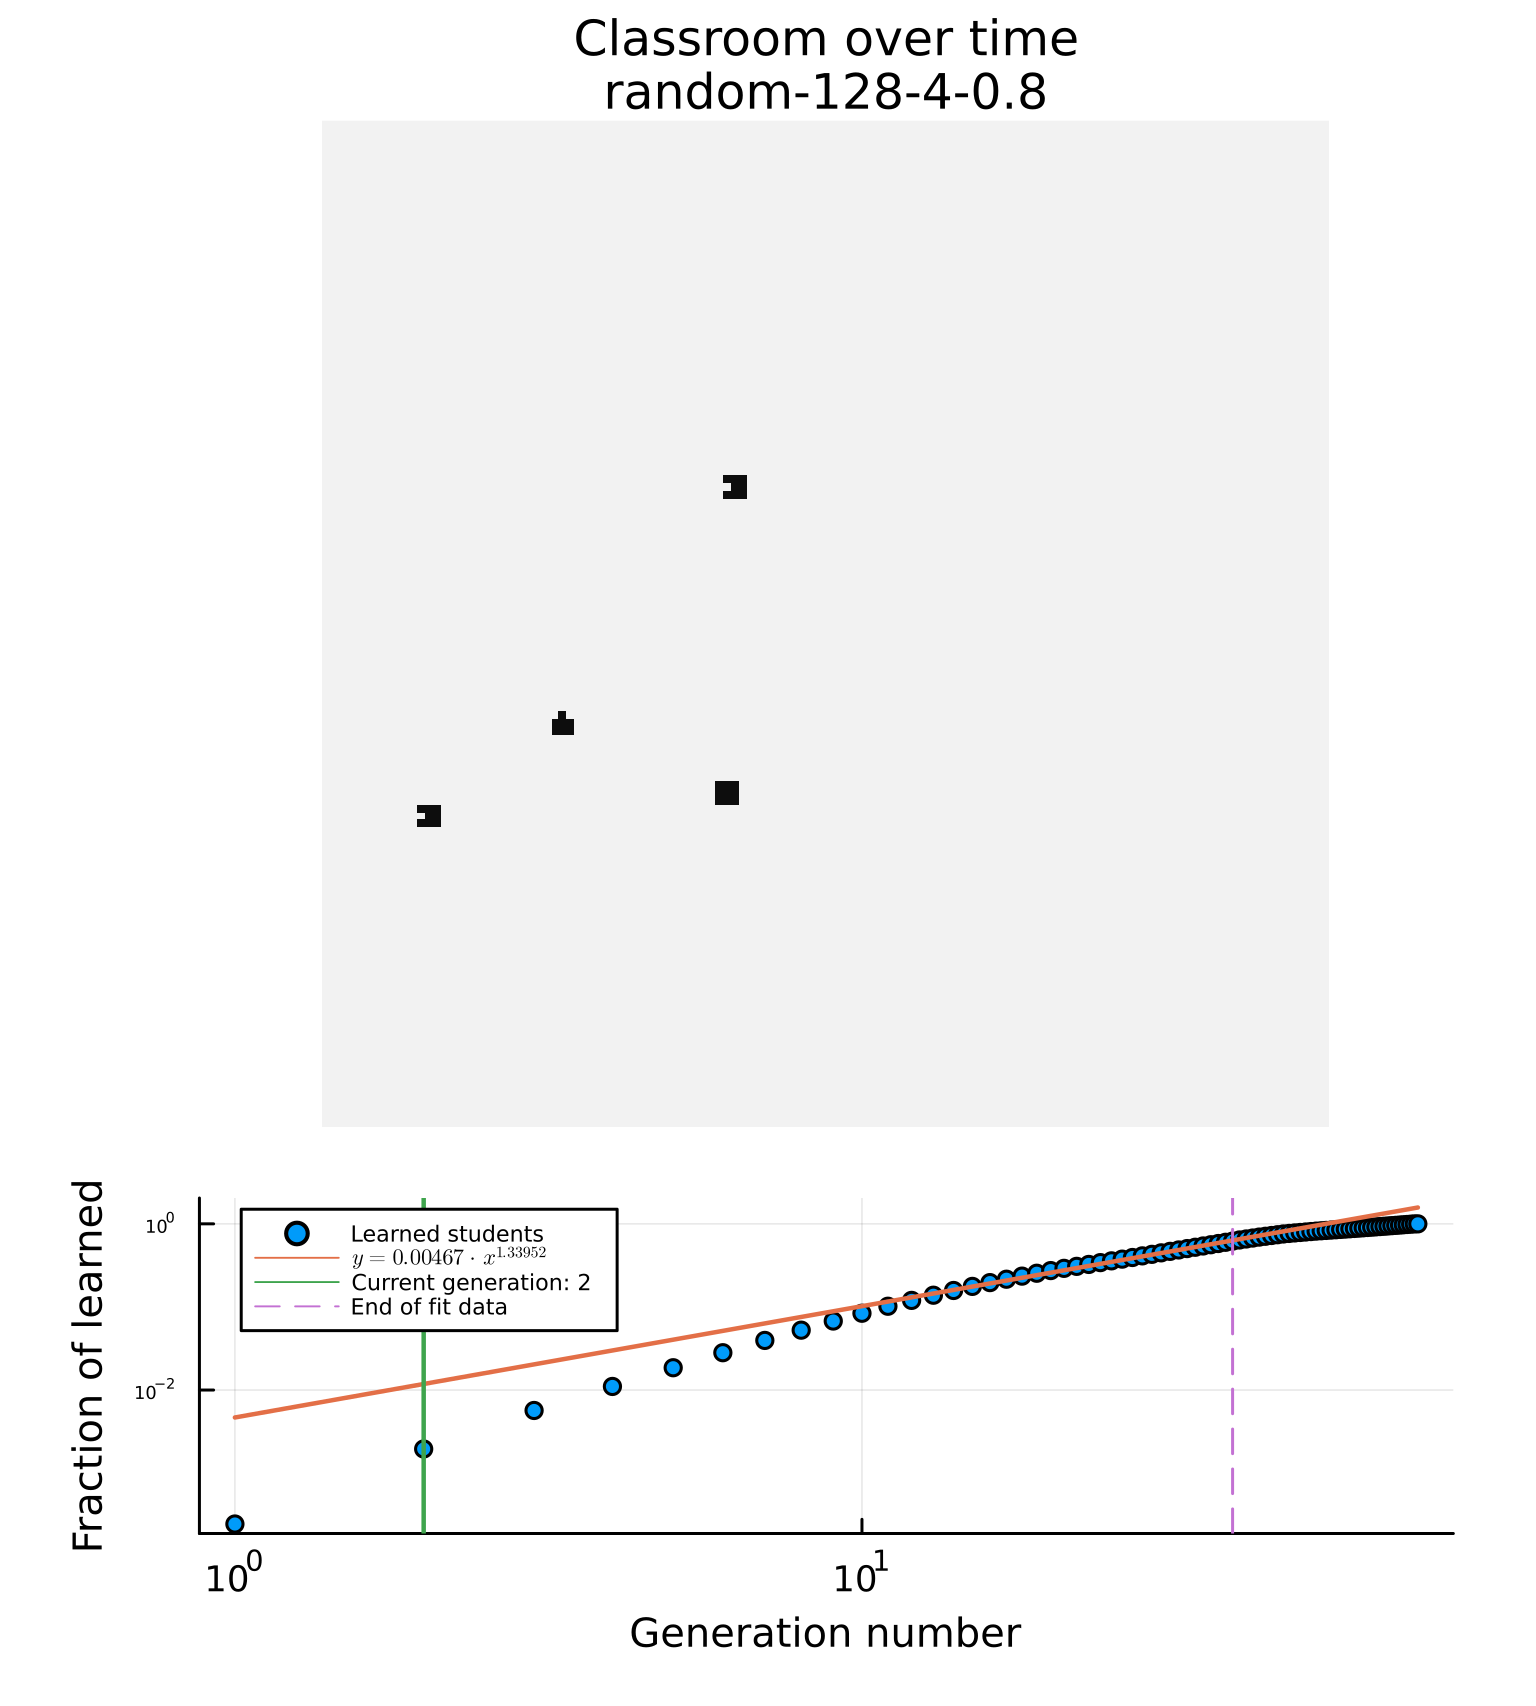 Classroom over time
random-128-4-0.8
Fraction of learned
10^0
10^−2
Learned students
y = 0.00467 · x^1.33952
Current generation: 2
End of fit data
10^0
10^1
Generation number